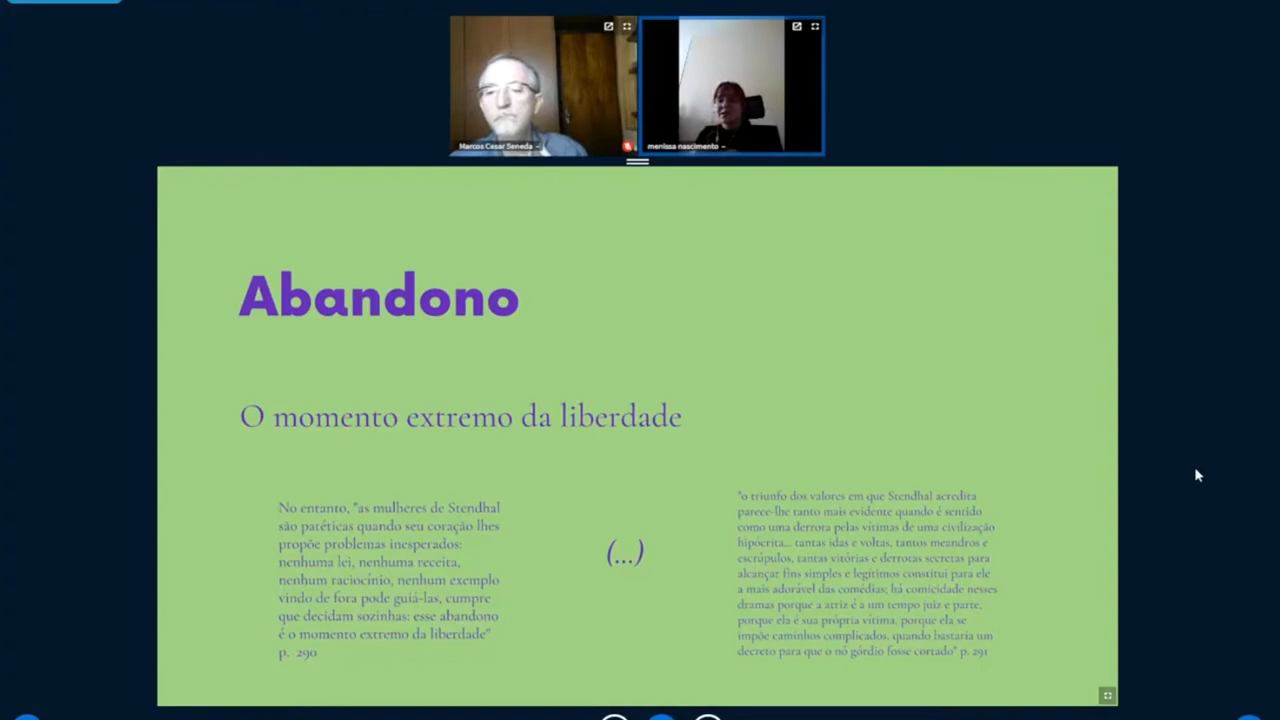 Marcos Cesar Seneda
menissa nascimento
Abandono
O momento extremo da liberdade
No entanto, "as mulheres de Stendhal
são patéticas quando seu coração lhes
propõe problemas inesperados:
nenhuma lei, nenhuma receita,
nenhum raciocínio, nenhum exemplo
vindo de fora pode guiá-las, cumpre
que decidam sozinhas: esse abandono
é o momento extremo da liberdade"
p. 290
(...)
"o triunfo dos valores em que Stendhal acredita
parece-lhe tanto mais evidente quando é sentido
como uma derrota pelas vítimas de uma civilização
hipócrita... tantas idas e voltas, tantos meandros e
escrúpulos, tantas vitórias e derrotas secretas para
alcançar fins simples e legítimos constitui para ele
a mais adorável das comédias; há comicidade nesses
dramas porque a atriz é a um tempo juiz e parte,
porque ela é sua própria vítima, porque ela se
impõe caminhos complicados, quando bastaria um
decreto para que o nó górdio fosse cortado" p. 291